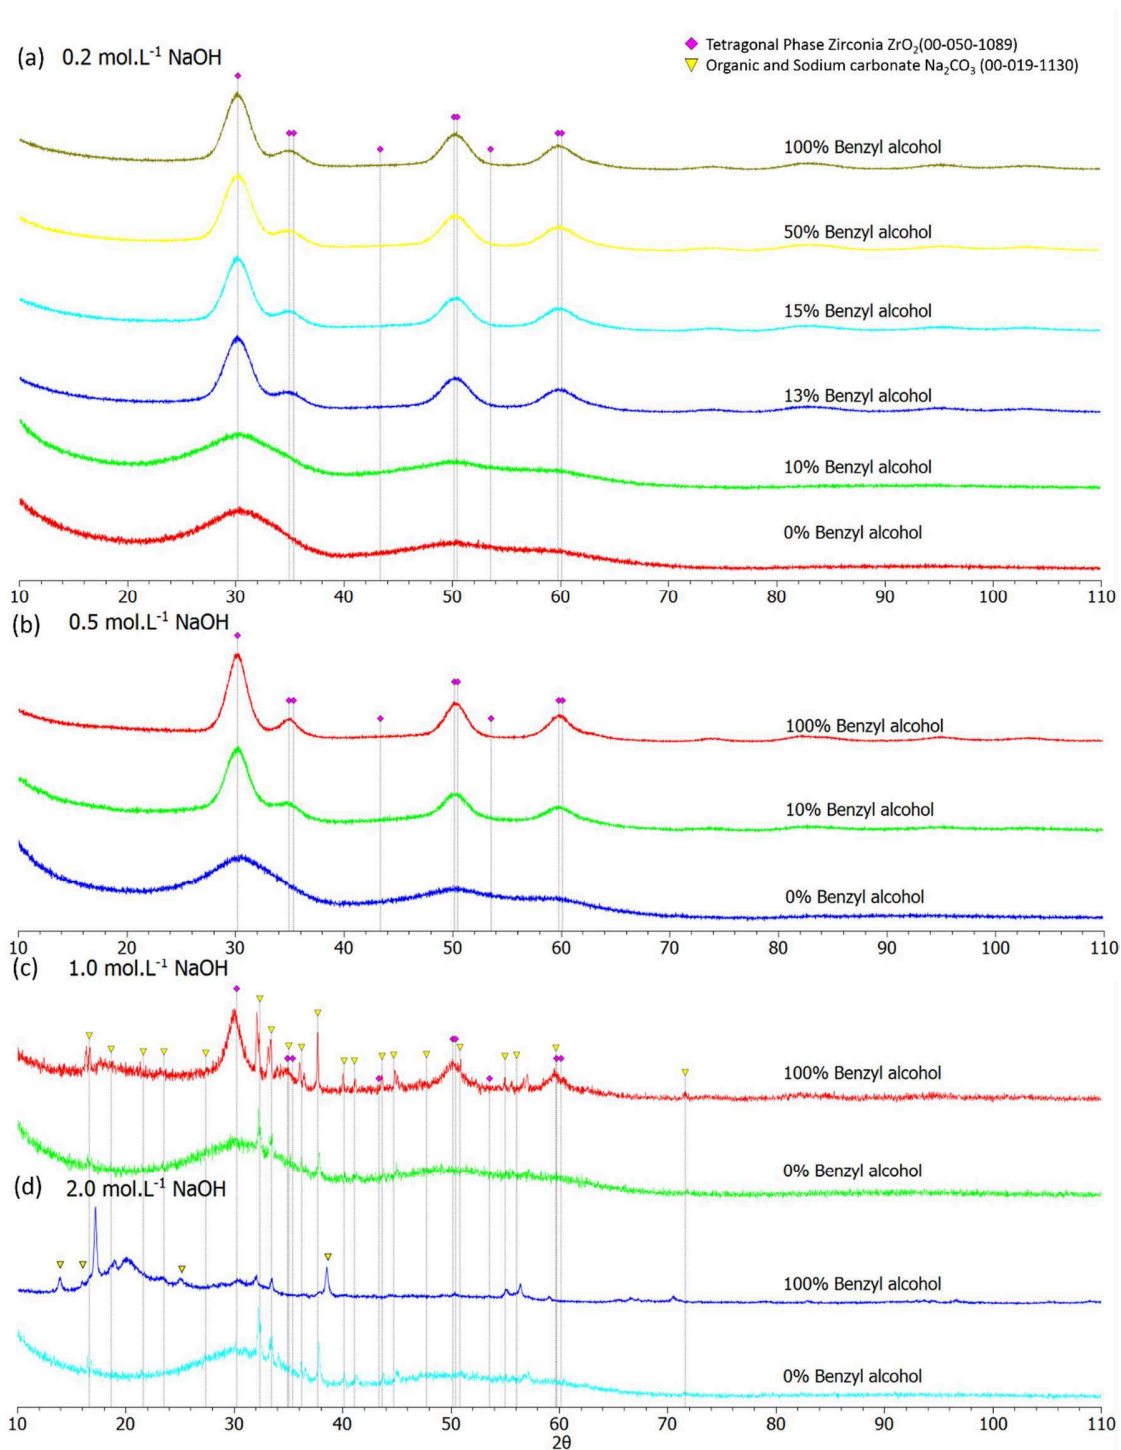 (a) 0.2 mol.L⁻¹ NaOH
Tetragonal Phase Zirconia ZrO₂(00-050-1089)
Organic and Sodium carbonate Na₂CO₃ (00-019-1130)
100% Benzyl alcohol
50% Benzyl alcohol
15% Benzyl alcohol
13% Benzyl alcohol
10% Benzyl alcohol
0% Benzyl alcohol
10 20 30 40 50 60 70 80 90 100 110
(b) 0.5 mol.L⁻¹ NaOH
100% Benzyl alcohol
10% Benzyl alcohol
0% Benzyl alcohol
10 20 30 40 50 60 70 80 90 100 110
(c) 1.0 mol.L⁻¹ NaOH
100% Benzyl alcohol
0% Benzyl alcohol
(d) 2.0 mol.L⁻¹ NaOH
100% Benzyl alcohol
0% Benzyl alcohol
10 20 30 40 50 60 70 80 90 100 110
2θ